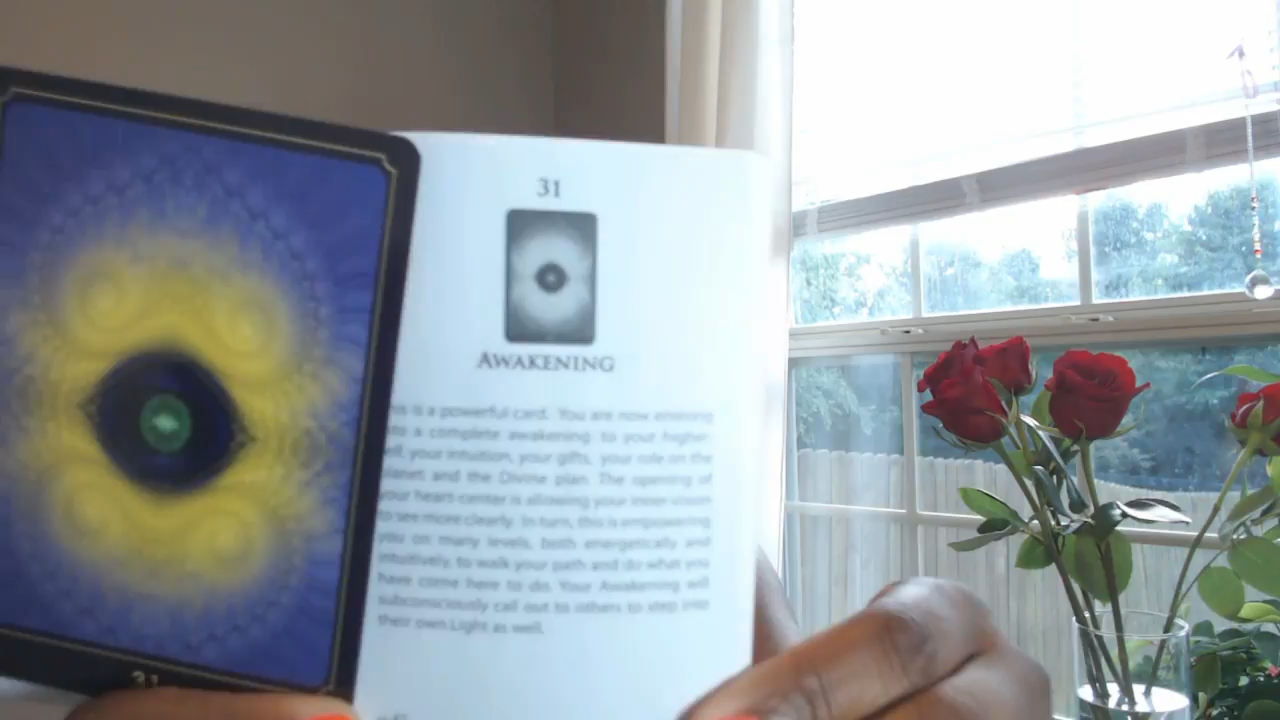 31
AWAKENING
is is a powerful card. You are now entering
to a complete awakening to your higher
your intuition, your gifts, your role on the
planet and the Divine plan. The opening of
your heart center is allowing your inner vision
to see more clearly. In turn, this is empowering
you on many levels, both energetically and
intuitively, to walk your path and do what you
have come here to do. Your Awakening will
subconsciously call out to others to step into
their own Light as well.
31